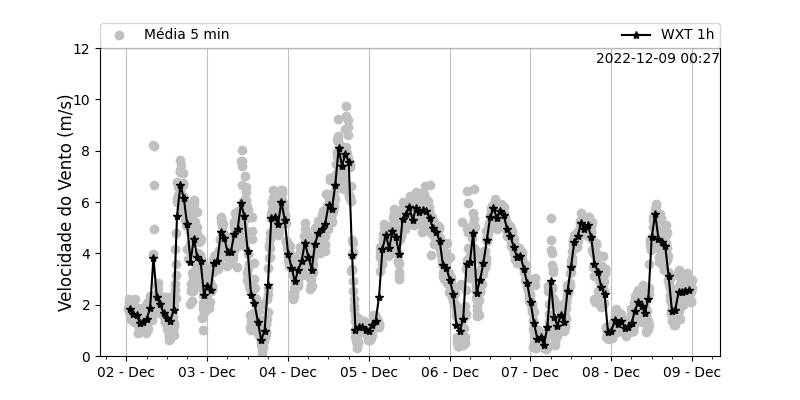 Média 5 min
WXT 1h
2022-12-09 00:27
Velocidade do Vento (m/s)
12
10
8
6
4
2
0
02 - Dec
03 - Dec
04 - Dec
05 - Dec
06 - Dec
07 - Dec
08 - Dec
09 - Dec